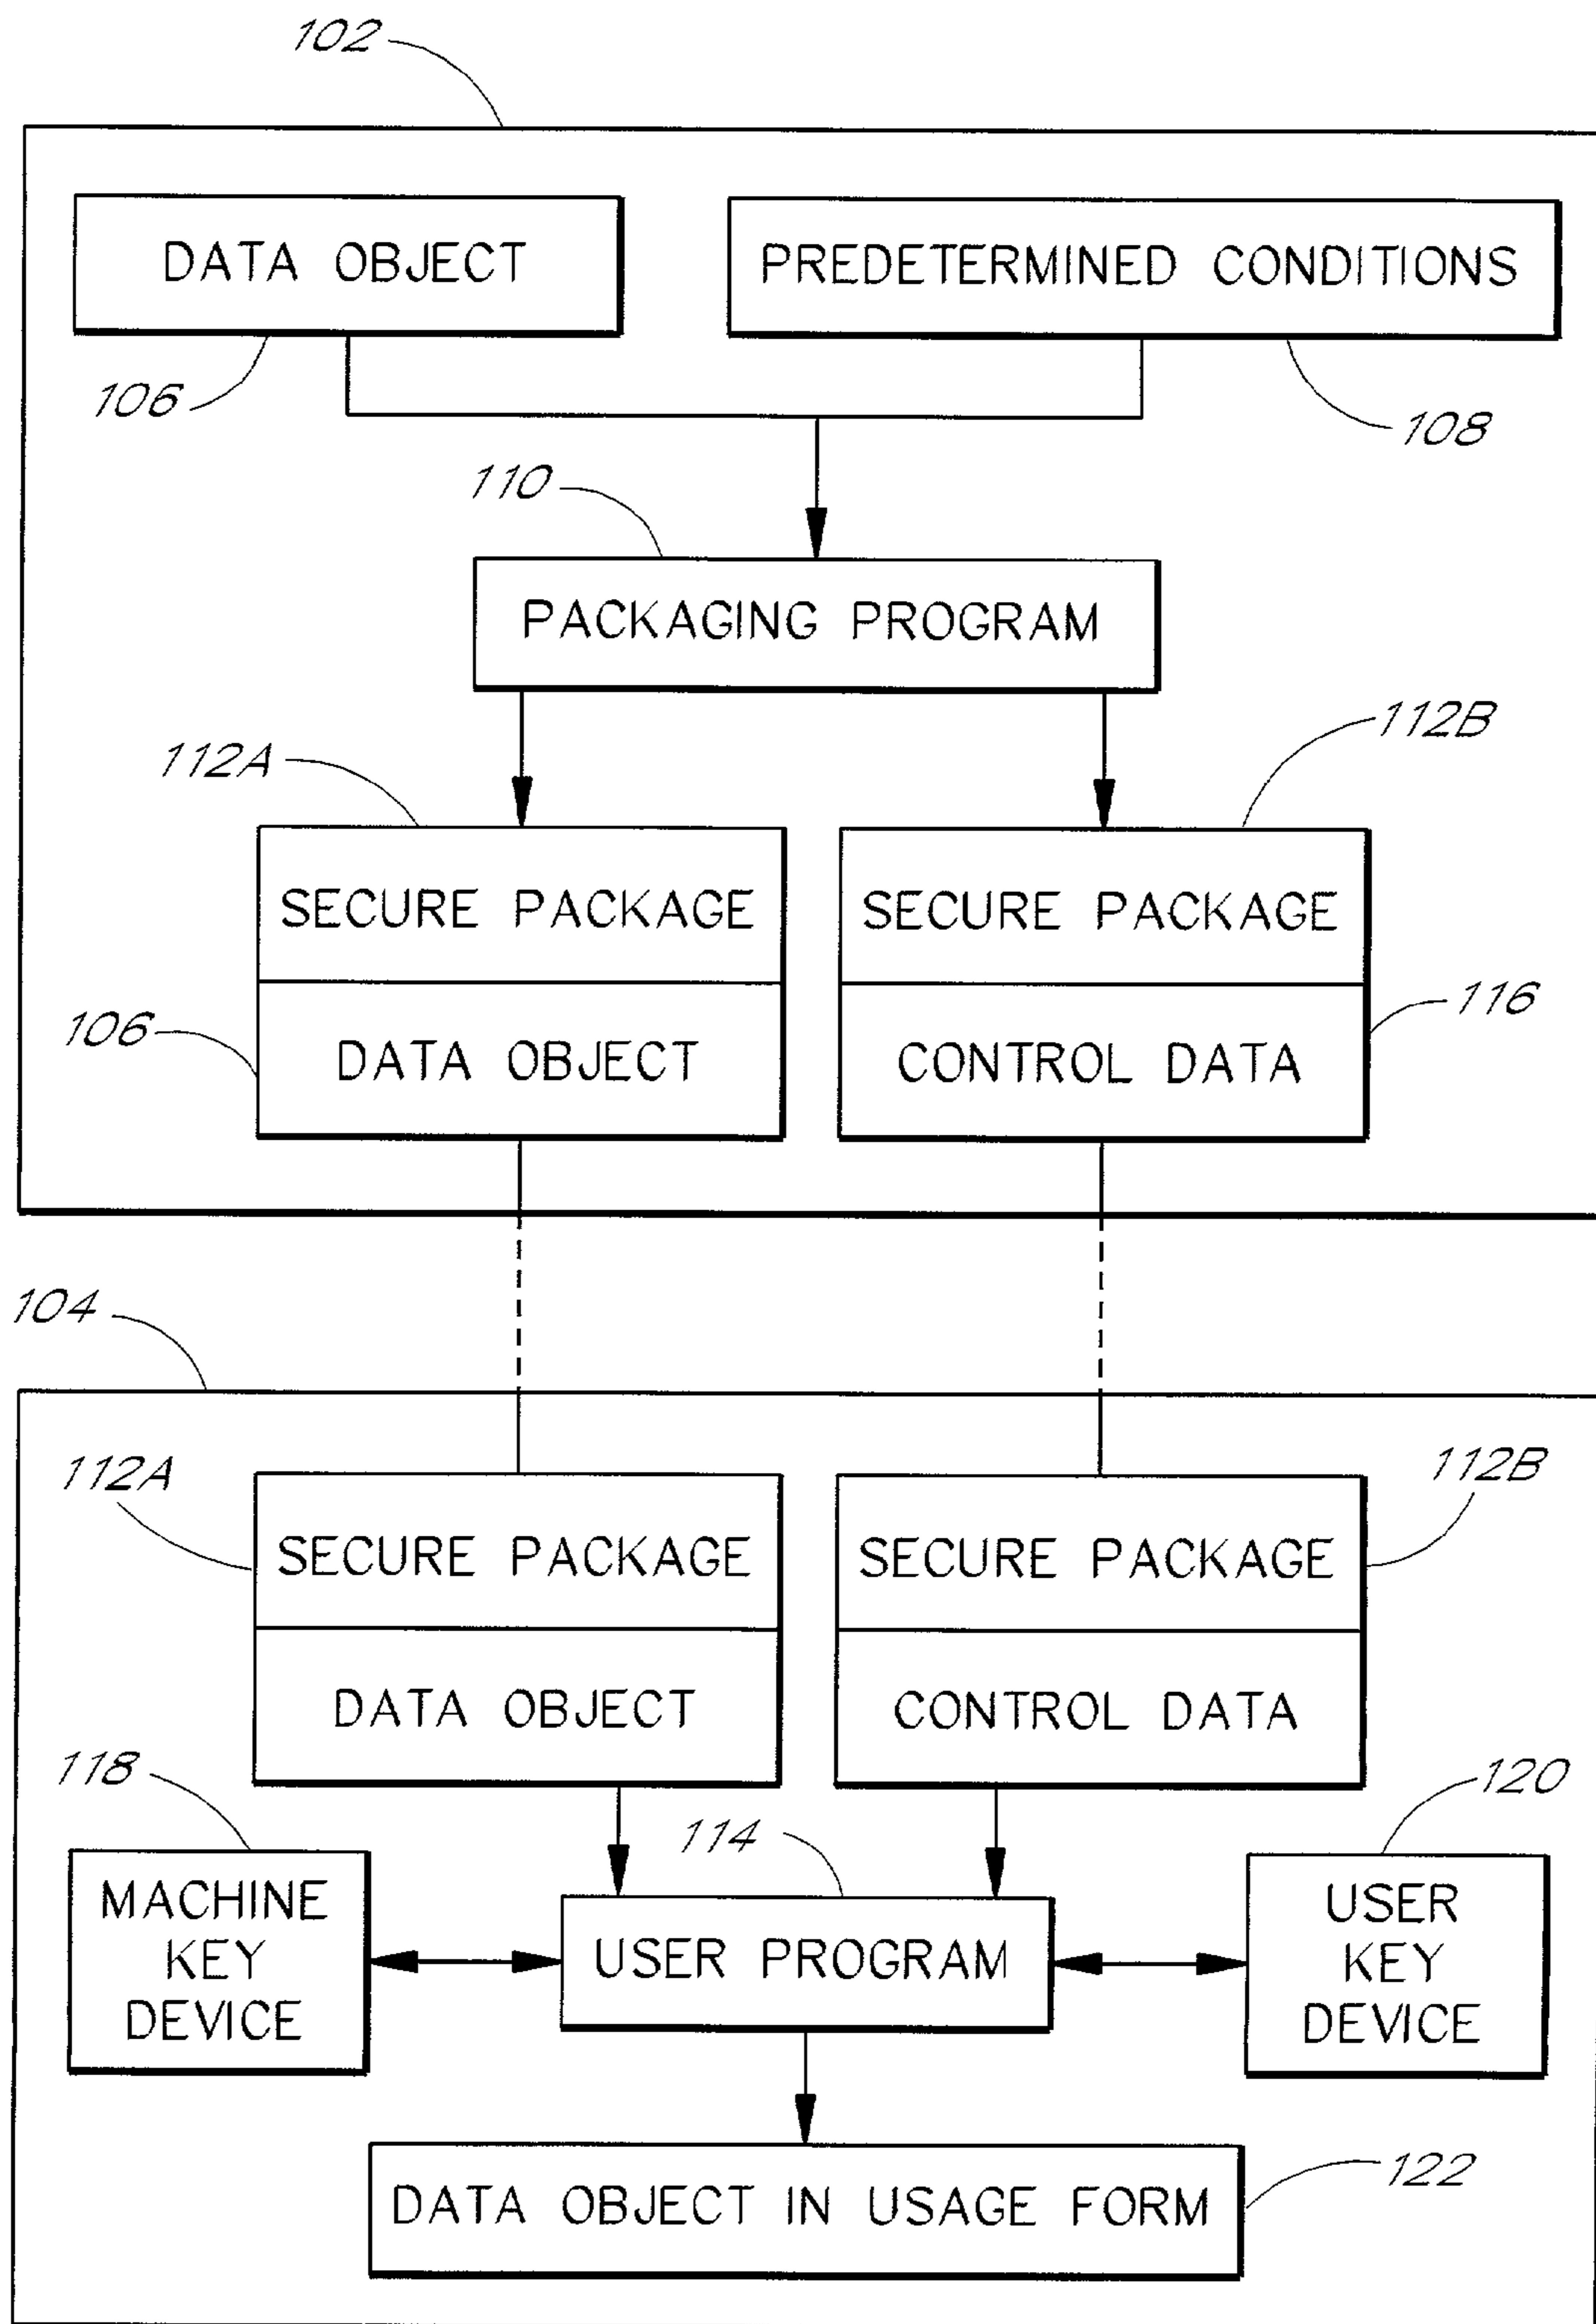 102
DATA OBJECT
PREDETERMINED CONDITIONS
106
108
110
PACKAGING PROGRAM
112A
112B
SECURE PACKAGE
SECURE PACKAGE
106
116
DATA OBJECT
CONTROL DATA
104
112A
112B
SECURE PACKAGE
SECURE PACKAGE
DATA OBJECT
CONTROL DATA
118
120
114
MACHINE
KEY
DEVICE
USER PROGRAM
USER
KEY
DEVICE
122
DATA OBJECT IN USAGE FORM